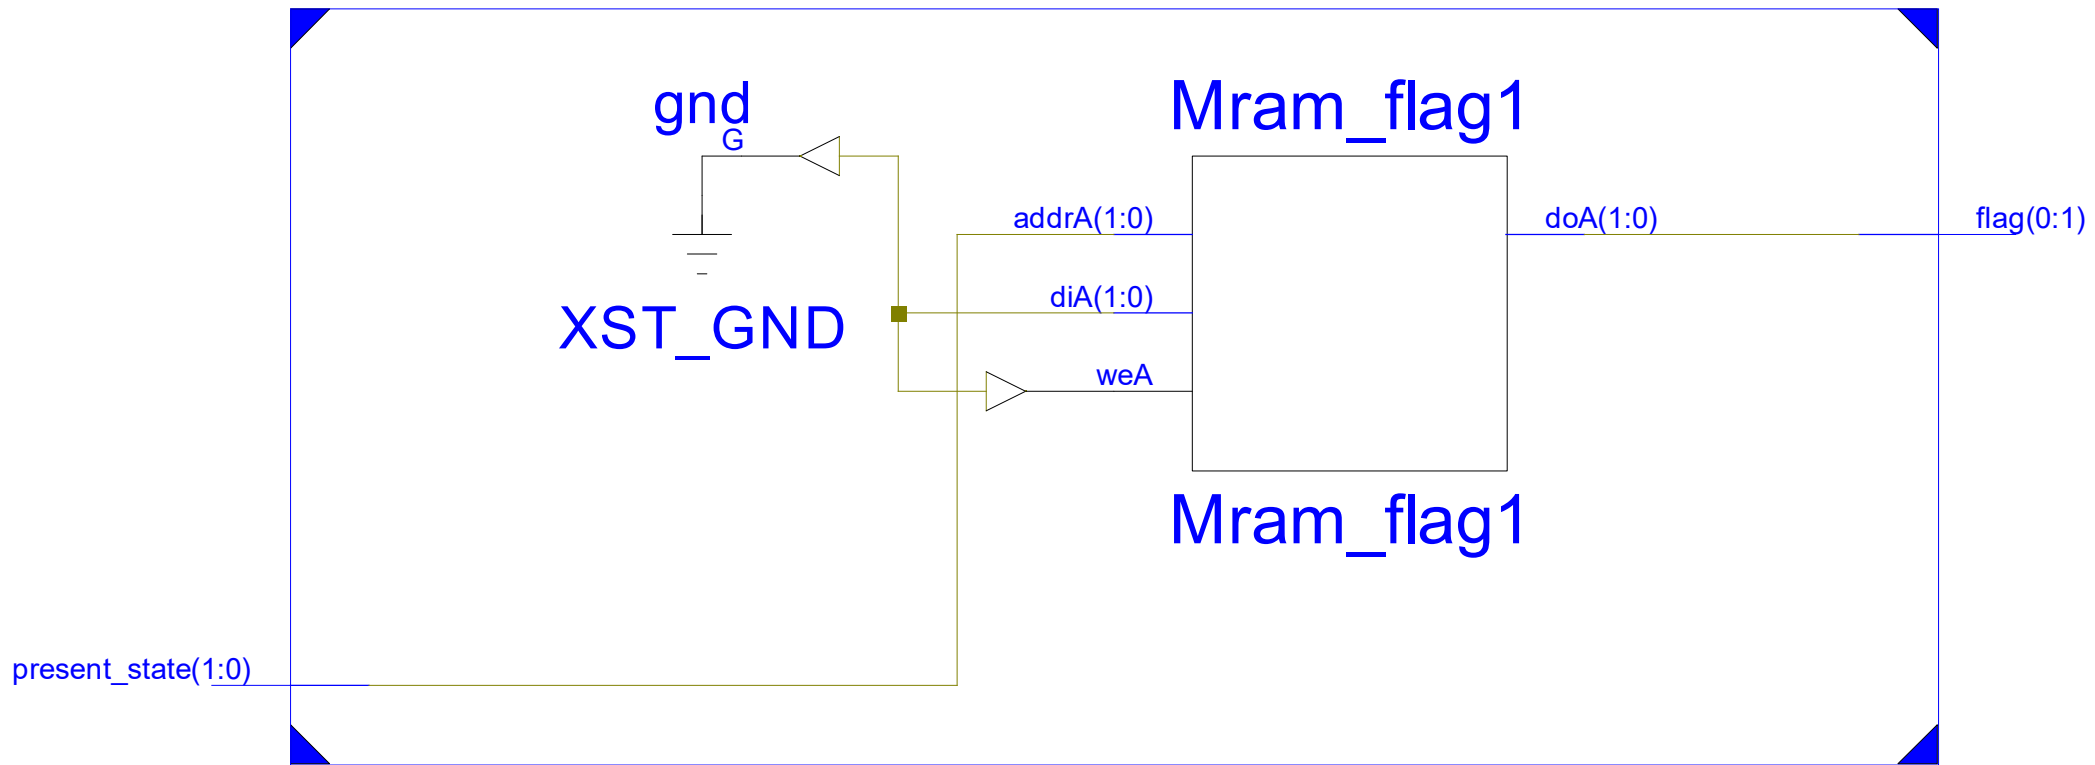 gnd
G
XST_GND
Mram_flag1
addrA(1:0)
diA(1:0)
weA
doA(1:0)
flag(0:1)
Mram_flag1
present_state(1:0)